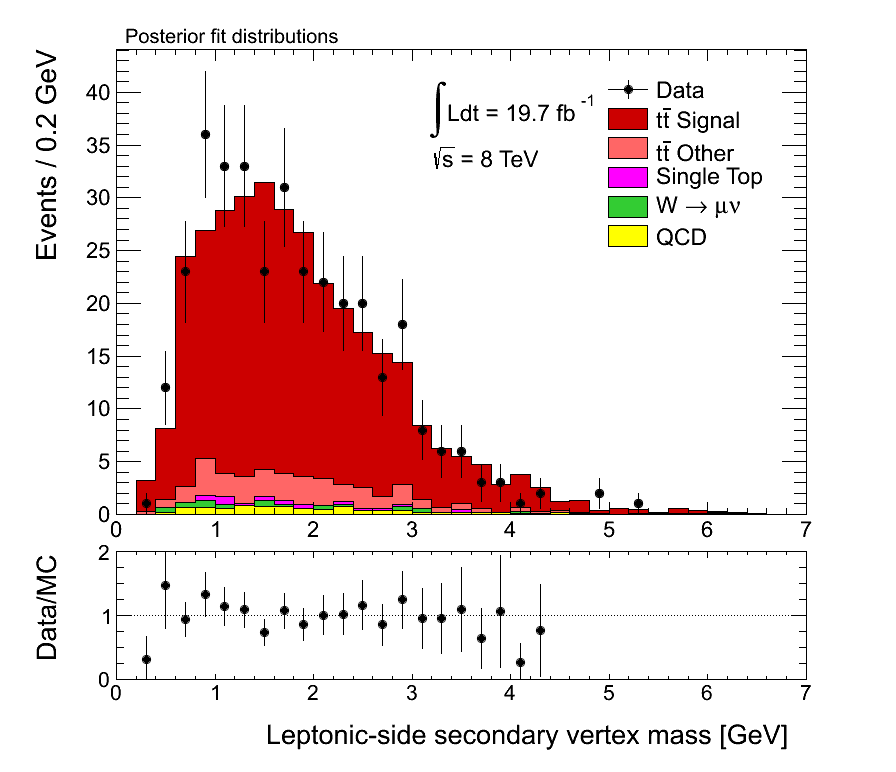 Posterior fit distributions
Events / 0.2 GeV
40
35
30
25
20
15
10
5
0
∫Ldt = 19.7 fb⁻¹
√s = 8 TeV
Data
tt̄ Signal
tt̄ Other
Single Top
W → μν
QCD
0 1 2 3 4 5 6 7
Data/MC
2
1
0
0 1 2 3 4 5 6 7
Leptonic-side secondary vertex mass [GeV]